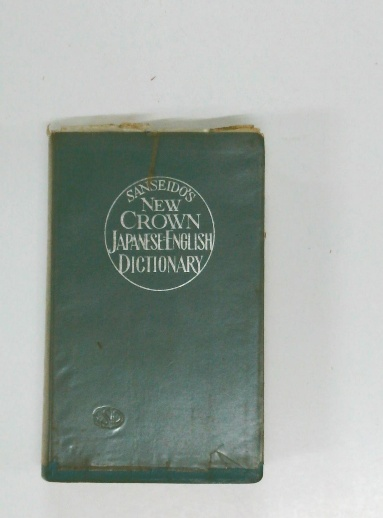 SANSEIDO'S
NEW
CROWN
JAPANESE-ENGLISH
DICTIONARY